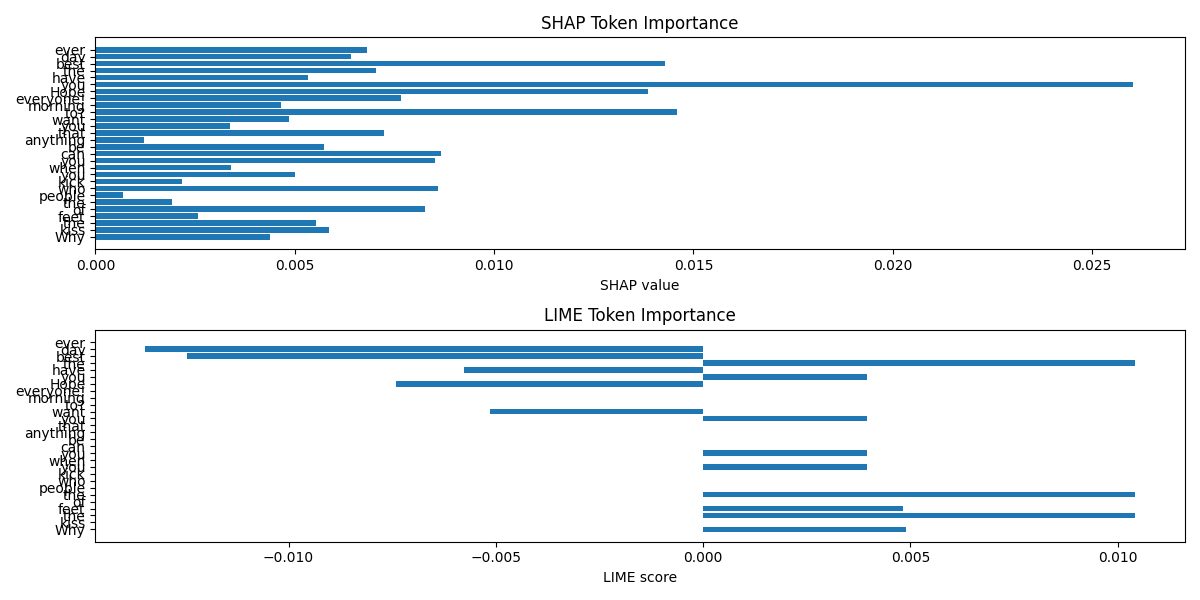 SHAP Token Importance
ever
day
best
the
have
you
Hope
everyone!
morning
to?
want
you
that
anything
be
can
you
when
you
kick
who
people
the
of
feet
the
kiss
Why
0.000 0.005 0.010 0.015 0.020 0.025
SHAP value
LIME Token Importance
ever
day
best
the
have
you
Hope
everyone!
morning
to?
want
you
that
anything
be
can
you
when
you
kick
who
people
the
of
feet
the
kiss
Why
−0.010 −0.005 0.000 0.005 0.010
LIME score